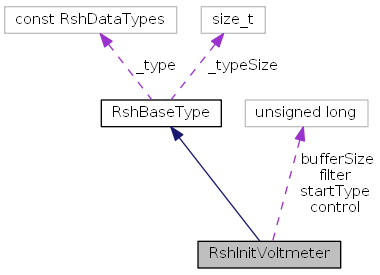 const RshDataTypes
size_t
_type
_typeSize
RshBaseType
unsigned long
bufferSize
filter
startType
control
RshInitVoltmeter